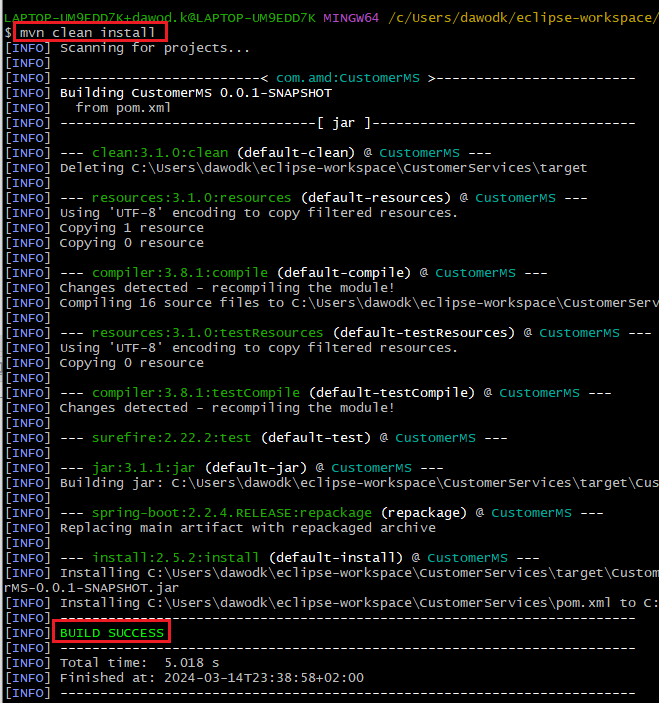 LAPTOP-UM9EDD7K+dawod.k@LAPTOP-UM9EDD7K MINGW64 /c/Users/dawodk/eclipse-workspace/
$ mvn clean install
[INFO] Scanning for projects...
[INFO]
[INFO] -------------------------< com.amd:CustomerMS >-------------------------
[INFO] Building CustomerMS 0.0.1-SNAPSHOT
[INFO]   from pom.xml
[INFO] --------------------------------[ jar ]---------------------------------
[INFO]
[INFO] --- clean:3.1.0:clean (default-clean) @ CustomerMS ---
[INFO] Deleting C:\Users\dawodk\eclipse-workspace\CustomerServices\target
[INFO]
[INFO] --- resources:3.1.0:resources (default-resources) @ CustomerMS ---
[INFO] Using 'UTF-8' encoding to copy filtered resources.
[INFO] Copying 1 resource
[INFO] Copying 0 resource
[INFO]
[INFO] --- compiler:3.8.1:compile (default-compile) @ CustomerMS ---
[INFO] Changes detected - recompiling the module!
[INFO] Compiling 16 source files to C:\Users\dawodk\eclipse-workspace\CustomerServ
[INFO]
[INFO] --- resources:3.1.0:testResources (default-testResources) @ CustomerMS ---
[INFO] Using 'UTF-8' encoding to copy filtered resources.
[INFO] Copying 0 resource
[INFO]
[INFO] --- compiler:3.8.1:testCompile (default-testCompile) @ CustomerMS ---
[INFO] Changes detected - recompiling the module!
[INFO]
[INFO] --- surefire:2.22.2:test (default-test) @ CustomerMS ---
[INFO]
[INFO] --- jar:3.1.1:jar (default-jar) @ CustomerMS ---
[INFO] Building jar: C:\Users\dawodk\eclipse-workspace\CustomerServices\target\Cus
[INFO]
[INFO] --- spring-boot:2.2.4.RELEASE:repackage (repackage) @ CustomerMS ---
[INFO] Replacing main artifact with repackaged archive
[INFO]
[INFO] --- install:2.5.2:install (default-install) @ CustomerMS ---
[INFO] Installing C:\Users\dawodk\eclipse-workspace\CustomerServices\target\Custom
rMS-0.0.1-SNAPSHOT.jar
[INFO] Installing C:\Users\dawodk\eclipse-workspace\CustomerServices\pom.xml to C:
[INFO] ------------------------------------------------------------------------
[INFO] BUILD SUCCESS
[INFO] ------------------------------------------------------------------------
[INFO] Total time:  5.018 s
[INFO] Finished at: 2024-03-14T23:38:58+02:00
[INFO] ------------------------------------------------------------------------